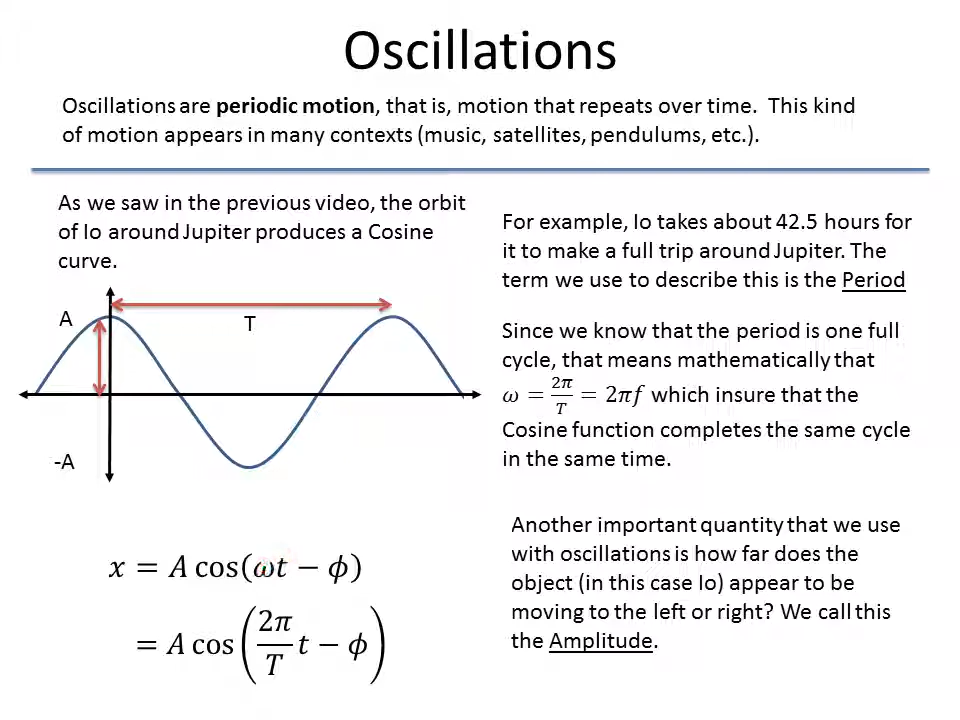 Oscillations
Oscillations are periodic motion, that is, motion that repeats over time. This kind
of motion appears in many contexts (music, satellites, pendulums, etc.).
As we saw in the previous video, the orbit
of Io around Jupiter produces a Cosine
curve.
A
T
-A
x = A cos(ωt − ϕ)
= A cos(2π/T t − ϕ)
For example, Io takes about 42.5 hours for
it to make a full trip around Jupiter. The
term we use to describe this is the Period
Since we know that the period is one full
cycle, that means mathematically that
ω = 2π/T = 2πf which insure that the
Cosine function completes the same cycle
in the same time.
Another important quantity that we use
with oscillations is how far does the
object (in this case Io) appear to be
moving to the left or right? We call this
the Amplitude.